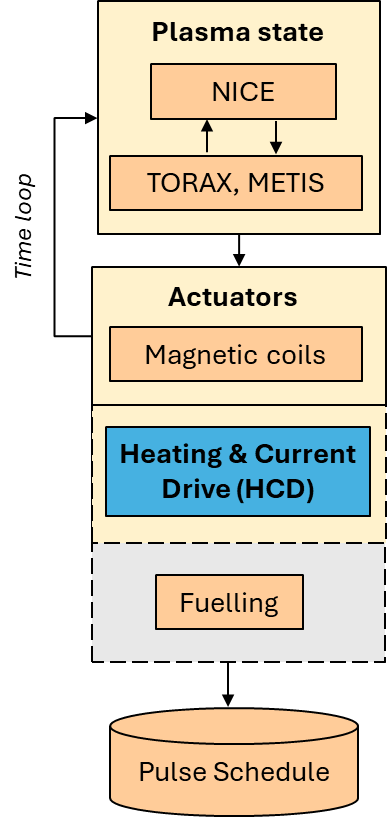 Plasma state
NICE
TORAX, METIS
Time loop
Actuators
Magnetic coils
Heating & Current
Drive (HCD)
Fuelling
Pulse Schedule